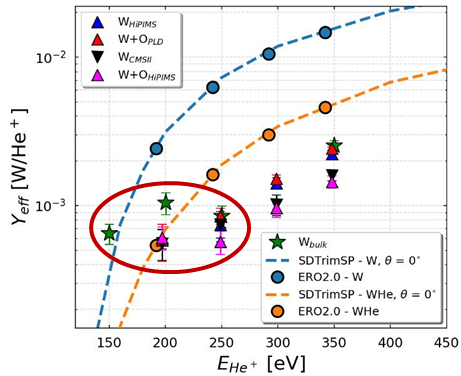 W_HiPIMS
W+O_PLD
W_CMSII
W+O_HiPIMS
10⁻²
10⁻³
Y_eff [W/He⁺]
W_bulk
SDTrimSP - W, θ = 0°
ERO2.0 - W
SDTrimSP - WHe, θ = 0°
ERO2.0 - WHe
150 200 250 300 350 400 450
E_He⁺ [eV]